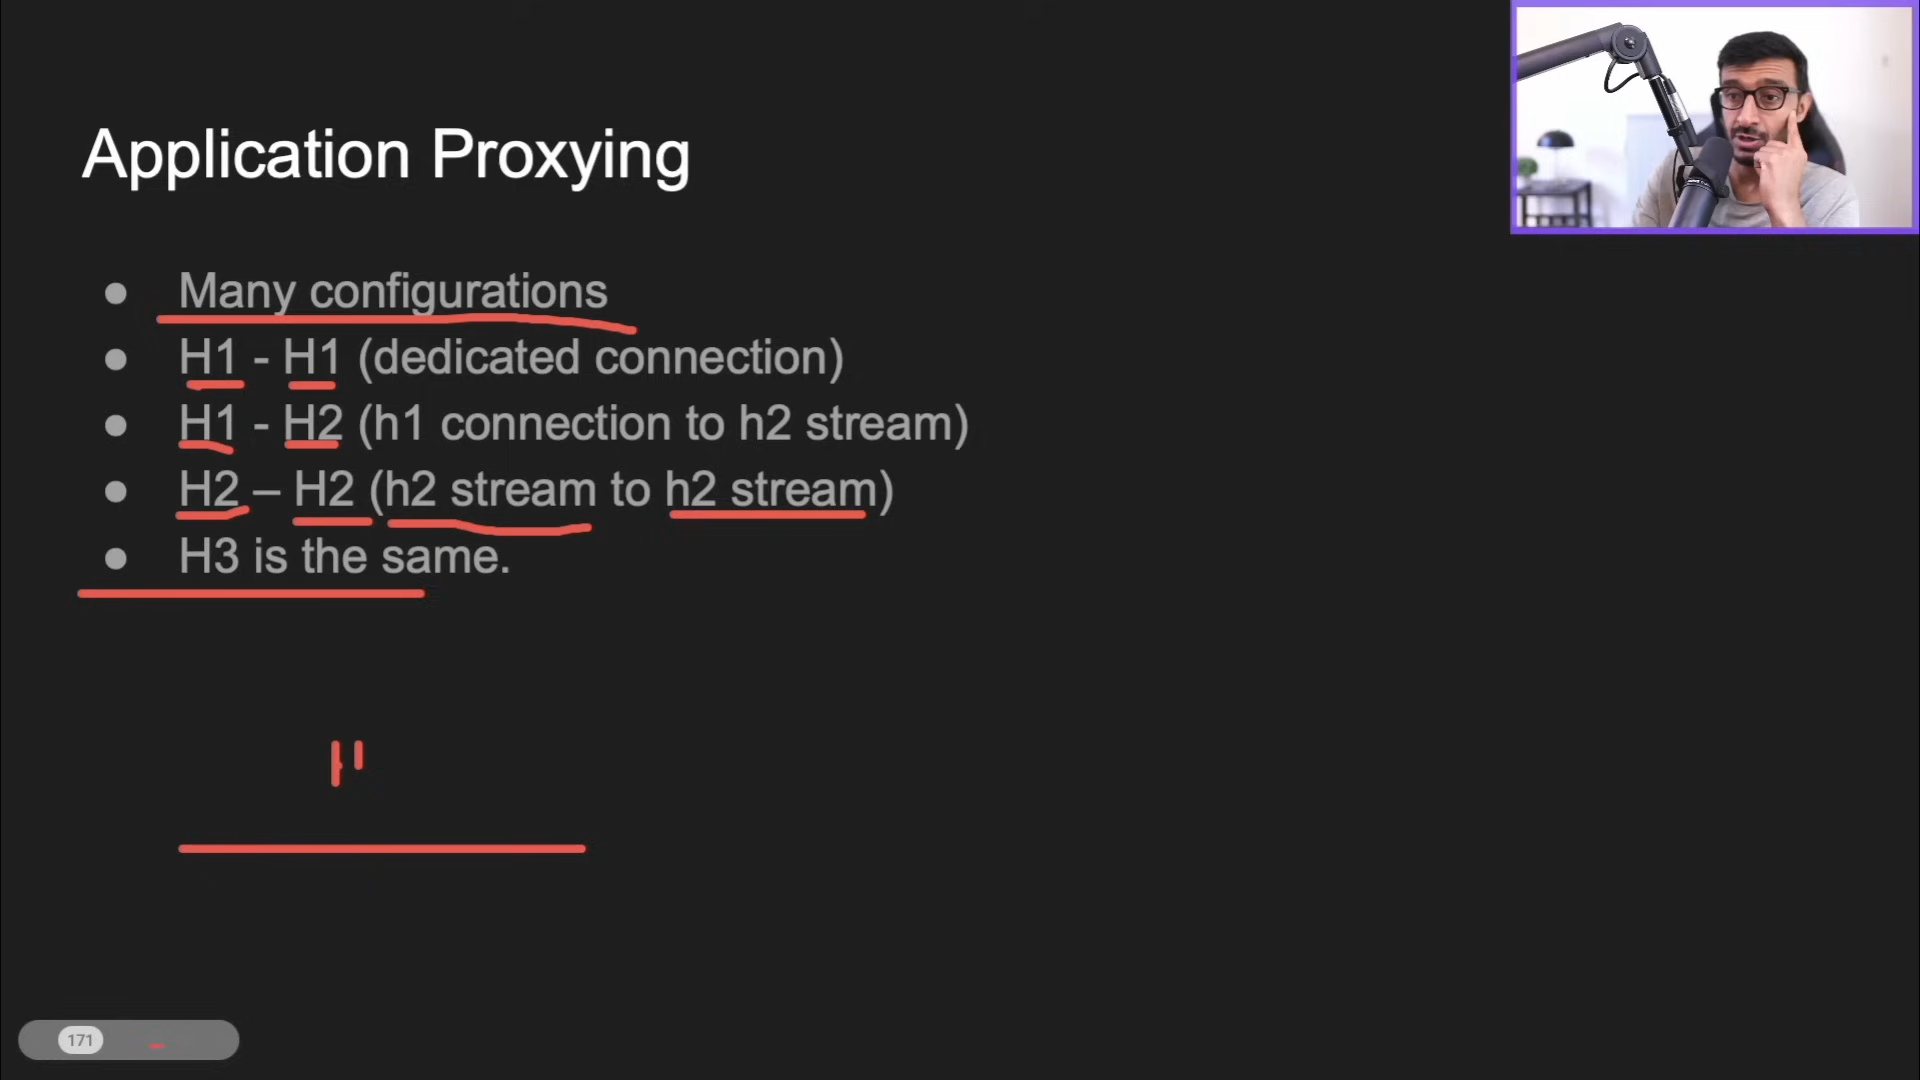 Application Proxying
● Many configurations
● H1 - H1 (dedicated connection)
● H1 - H2 (h1 connection to h2 stream)
● H2 – H2 (h2 stream to h2 stream)
● H3 is the same.
171